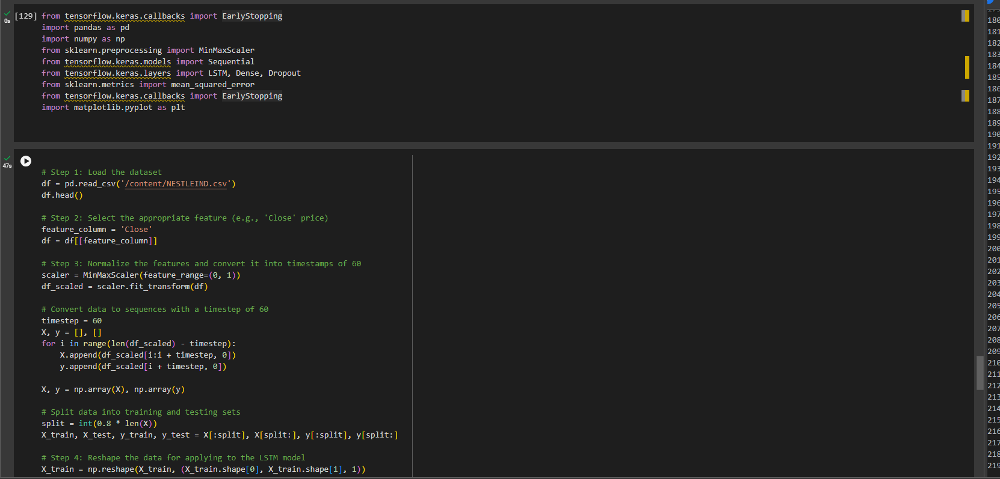 [129] from tensorflow.keras.callbacks import EarlyStopping
import pandas as pd
import numpy as np
from sklearn.preprocessing import MinMaxScaler
from tensorflow.keras.models import Sequential
from tensorflow.keras.layers import LSTM, Dense, Dropout
from sklearn.metrics import mean_squared_error
from tensorflow.keras.callbacks import EarlyStopping
import matplotlib.pyplot as plt
0s
47s
# Step 1: Load the dataset
df = pd.read_csv('/content/NESTLEIND.csv')
df.head()
# Step 2: Select the appropriate feature (e.g., 'Close' price)
feature_column = 'Close'
df = df[[feature_column]]
# Step 3: Normalize the features and convert it into timestamps of 60
scaler = MinMaxScaler(feature_range=(0, 1))
df_scaled = scaler.fit_transform(df)
# Convert data to sequences with a timestep of 60
timestep = 60
X, y = [], []
for i in range(len(df_scaled) - timestep):
    X.append(df_scaled[i:i + timestep, 0])
    y.append(df_scaled[i + timestep, 0])
X, y = np.array(X), np.array(y)
# Split data into training and testing sets
split = int(0.8 * len(X))
X_train, X_test, y_train, y_test = X[:split], X[split:], y[:split], y[split:]
# Step 4: Reshape the data for applying to the LSTM model
X_train = np.reshape(X_train, (X_train.shape[0], X_train.shape[1], 1))
180
181
182
183
184
185
186
187
188
189
190
191
192
193
194
195
196
197
198
199
200
201
202
203
204
205
206
207
208
209
210
211
212
213
214
215
216
217
218
219